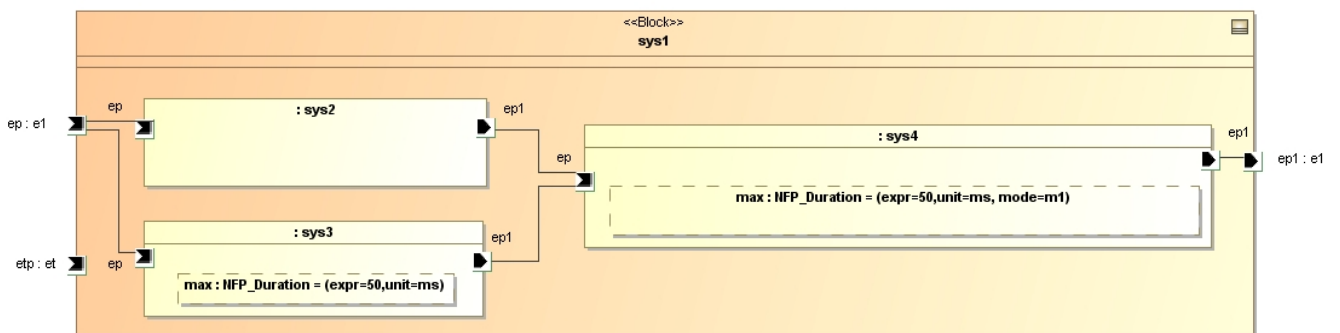 <<Block>>
sys1
ep
: sys2
ep1
ep : e1
ep
: sys4
ep1
ep1 : e1
max : NFP_Duration = (expr=50,unit=ms, mode=m1)
: sys3
ep1
etp : et
ep
max : NFP_Duration = (expr=50,unit=ms)